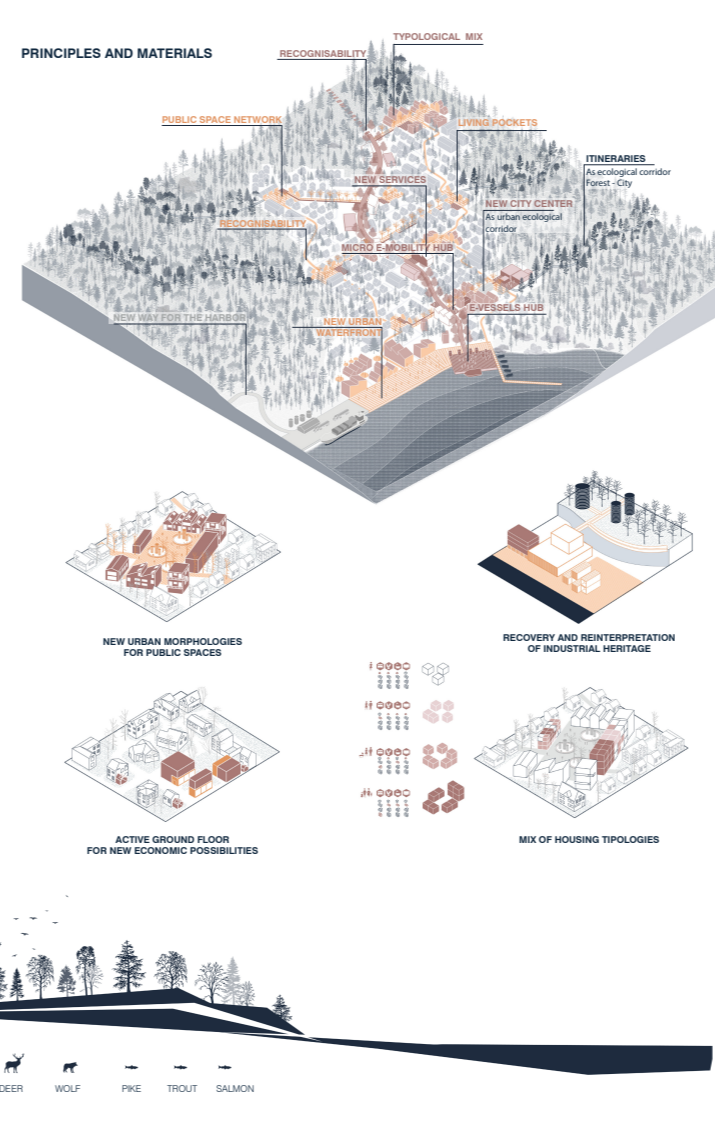 PRINCIPLES AND MATERIALS
TYPOLOGICAL MIX
RECOGNISABILITY
PUBLIC SPACE NETWORK
LIVING POCKETS
ITINERARIES
As ecological corridor
Forest - City
NEW SERVICES
NEW CITY CENTER
As urban ecological
corridor
RECOGNISABILITY
MICRO E-MOBILITY HUB
E-VESSELS HUB
NEW WAY FOR THE HARBOR
NEW URBAN
WATERFRONT
NEW URBAN MORPHOLOGIES
FOR PUBLIC SPACES
RECOVERY AND REINTERPRETATION
OF INDUSTRIAL HERITAGE
ACTIVE GROUND FLOOR
FOR NEW ECONOMIC POSSIBILITIES
MIX OF HOUSING TIPOLOGIES
DEER
WOLF
PIKE
TROUT
SALMON